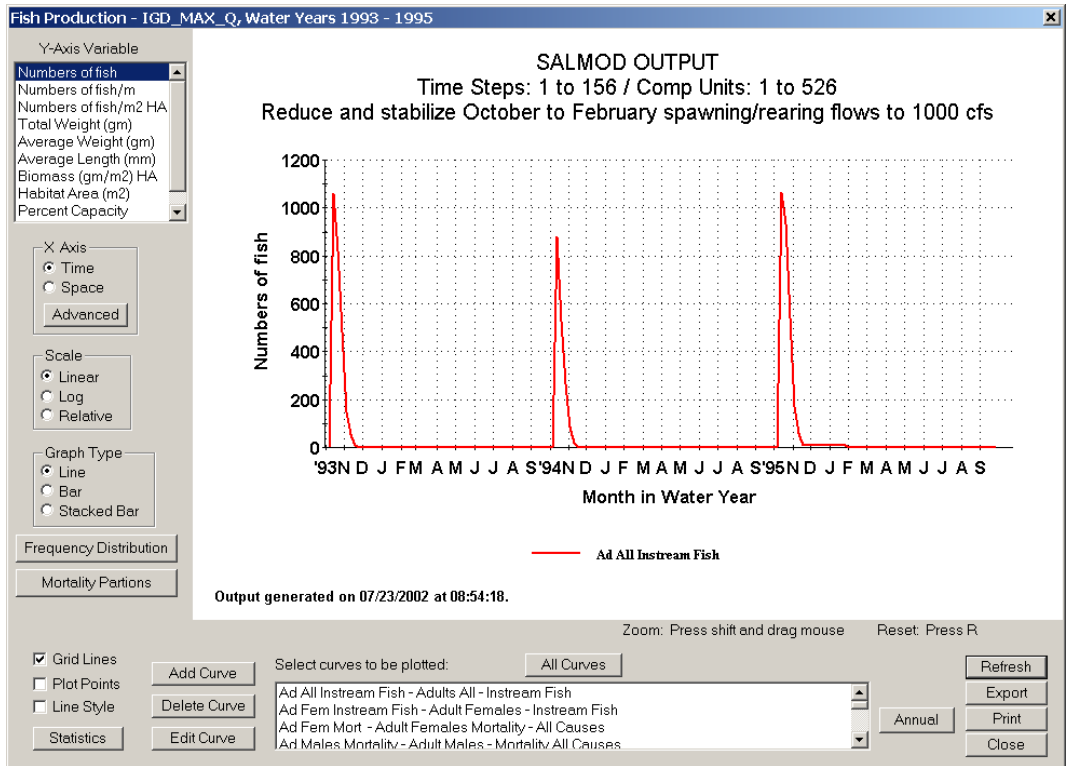 Fish Production - IGD_MAX_Q, Water Years 1993 - 1995
Y-Axis Variable
Numbers of fish
Numbers of fish/m
Numbers of fish/m2 HA
Total Weight (gm)
Average Weight (gm)
Average Length (mm)
Biomass (gm/m2) HA
Habitat Area (m2)
Percent Capacity
X Axis
Time
Space
Advanced
Scale
Linear
Log
Relative
Graph Type
Line
Bar
Stacked Bar
Frequency Distribution
Mortality Partions
SALMOD OUTPUT
Time Steps: 1 to 156 / Comp Units: 1 to 526
Reduce and stabilize October to February spawning/rearing flows to 1000 cfs
Numbers of fish
1200
1000
800
600
400
200
0
'93 N D J F M A M J J A S '94 N D J F M A M J J A S '95 N D J F M A M J J A S
Month in Water Year
Ad All Instream Fish
Output generated on 07/23/2002 at 08:54:18.
Zoom: Press shift and drag mouse Reset: Press R
Grid Lines
Plot Points
Line Style
Statistics
Add Curve
Delete Curve
Edit Curve
Select curves to be plotted:
All Curves
Ad All Instream Fish - Adults All - Instream Fish
Ad Fem Instream Fish - Adult Females - Instream Fish
Ad Fem Mort - Adult Females Mortality - All Causes
Ad Males Mortality - Adult Males - Mortality All Causes
Annual
Refresh
Export
Print
Close